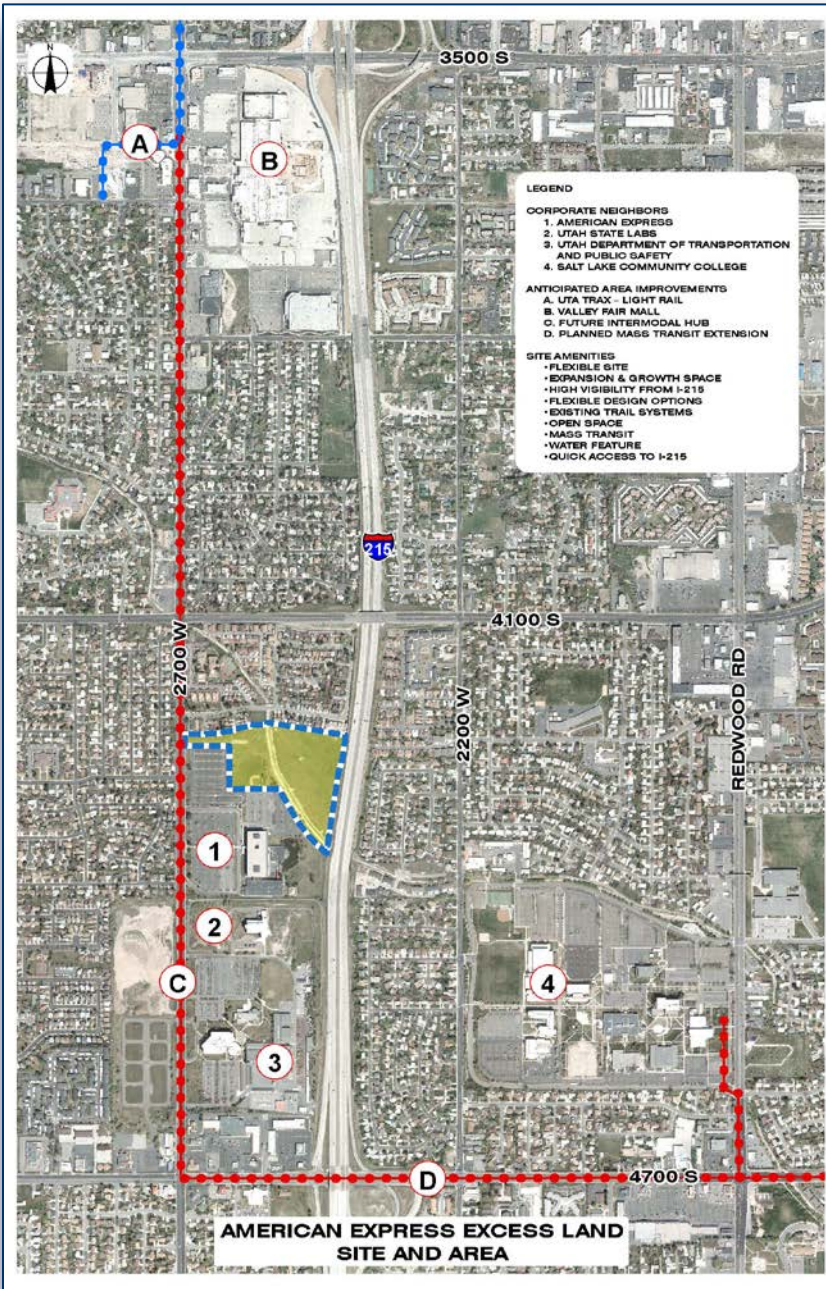 N
3500 S
A
B
LEGEND
CORPORATE NEIGHBORS
1. AMERICAN EXPRESS
2. UTAH STATE LABS
3. UTAH DEPARTMENT OF TRANSPORTATION
AND PUBLIC SAFETY
4. SALT LAKE COMMUNITY COLLEGE
ANTICIPATED AREA IMPROVEMENTS
A. UTA TRAX - LIGHT RAIL
B. VALLEY FAIR MALL
C. FUTURE INTERMODAL HUB
D. PLANNED MASS TRANSIT EXTENSION
SITE AMENITIES
•FLEXIBLE SITE
•EXPANSION & GROWTH SPACE
•HIGH VISIBILITY FROM I-215
•FLEXIBLE DESIGN OPTIONS
•EXISTING TRAIL SYSTEMS
•OPEN SPACE
•MASS TRANSIT
•WATER FEATURE
•QUICK ACCESS TO I-215
215
4100 S
2700 W
2200 W
REDWOOD RD
1
2
C
4
3
D
4700 S
AMERICAN EXPRESS EXCESS LAND
SITE AND AREA